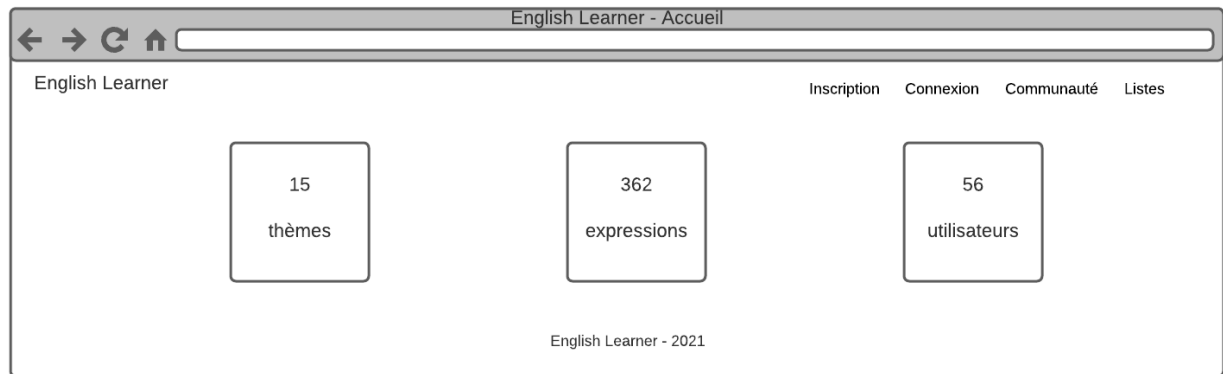 English Learner - Accueil
English Learner
Inscription Connexion Communauté Listes
15
thèmes
362
expressions
56
utilisateurs
English Learner - 2021